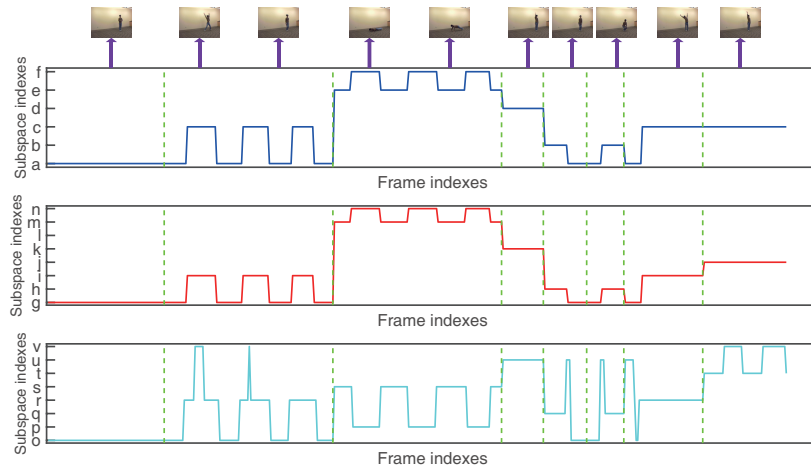 Subspace indexes
f
e
d
c
b
a
Frame indexes
Subspace indexes
n
m
l
k
j
i
h
g
Frame indexes
Subspace indexes
v
u
t
s
r
q
p
o
Frame indexes